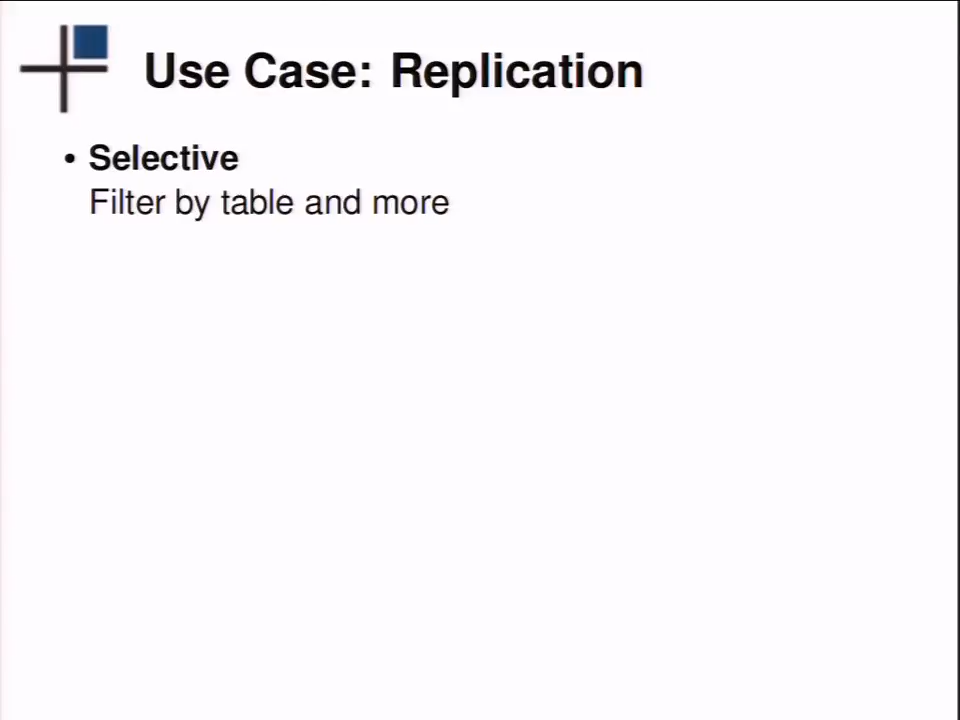 Use Case: Replication
• Selective
Filter by table and more